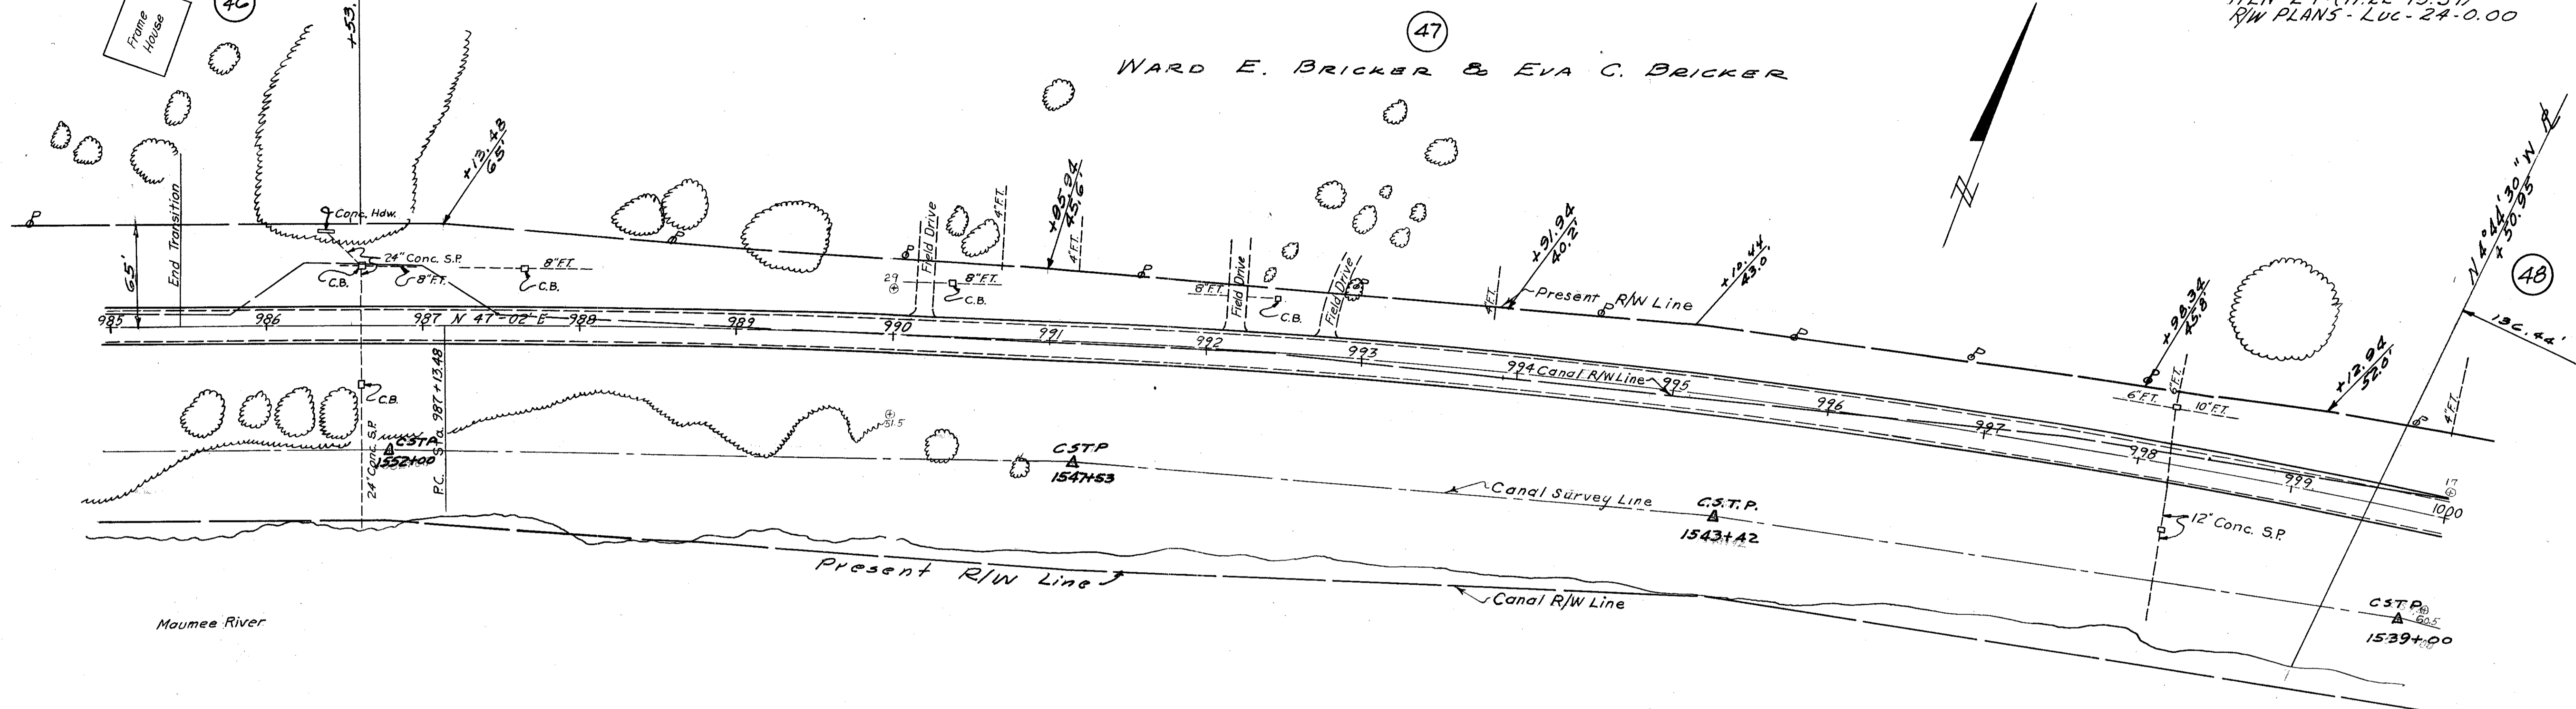 46
Frame
House
+53.
47
WARD E. BRICKER & EVA C. BRICKER
R/W PLANS - LUC - 24-0.00
+13.48
65'
Conc. Hdw.
End Transition
65'
24" Conc. S.P.
C.B.
8" F.T.
8" F.T.
C.B.
Field Drive
4" F.T.
29
8" F.T.
C.B.
+95.94
45.6'
4" F.T.
8" F.T.
Field Drive
C.B.
Field Drive
+91.94
40.2'
4" F.T.
Present R/W Line
+10.44
43.0'
+98.34
45.8'
6" F.T.
6" F.T.
10" F.T.
+12.94
52.0'
N 4° 44' 30" W
+ 50.95
48
136.44'
4" F.T.
985
986
987
N 47-02' E
988
989
990
991
992
993
994
Canal R/W Line
995
996
997
998
999
1000
17
C.B.
24" Conc. S.P.
C.S.T.P.
1552+00
P.C. Sta. 987+13.48
51.5
C.S.T.P.
1547+53
Canal Survey Line
C.S.T.P.
1543+42
12" Conc. S.P.
C.S.T.P.
60.5
1539+00
Present R/W Line
Canal R/W Line
Maumee River